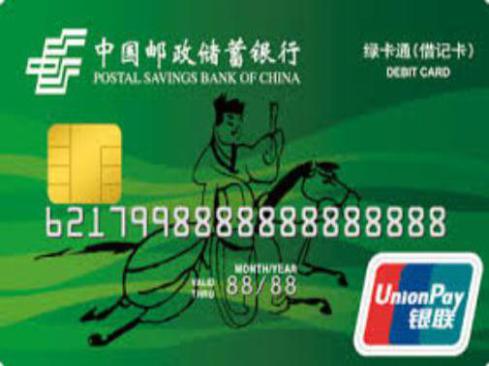 中国邮政储蓄银行
POSTAL SAVINGS BANK OF CHINA
绿卡通(借记卡)
DEBIT CARD
6217998888888888888
MONTH/YEAR
VALID THRU 88/88
UnionPay
银联